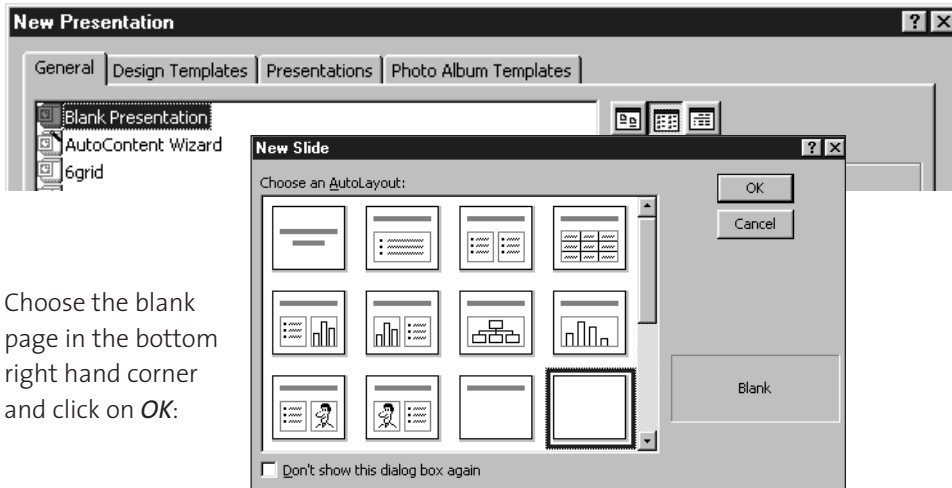 New Presentation
General Design Templates Presentations Photo Album Templates
Blank Presentation
AutoContent Wizard
6grid
New Slide
Choose an AutoLayout:
OK
Cancel
Blank
Don't show this dialog box again
Choose the blank
page in the bottom
right hand corner
and click on OK: